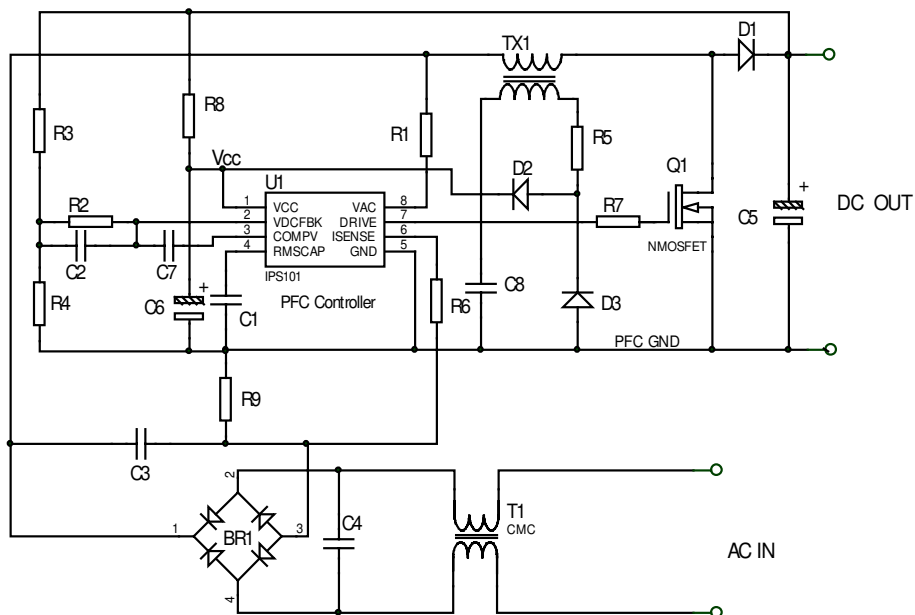 D1
TX1
R8
R3
R1
R5
Vcc
D2
Q1
U1
+
R2
1 VCC VAC 8
2 VDCFBK DRIVE 7
3 COMPV ISENSE 6
4 RMSCAP GND 5
R7
C5
DC OUT
NMOSFET
C2
C7
IPS101
+
R4
C6
C1
PFC Controller
R6
C8
D3
PFC GND
R9
C3
2
T1
CMC
1
BR1
3
C4
AC IN
4